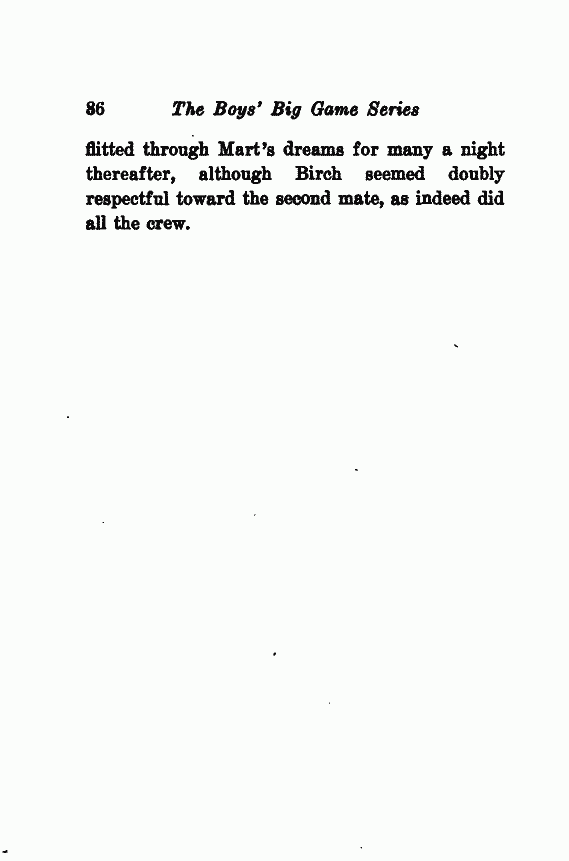 86 The Boys' Big Game Series
flitted through Mart's dreams for many a night
thereafter, although Birch seemed doubly
respectful toward the second mate, as indeed did
all the crew.